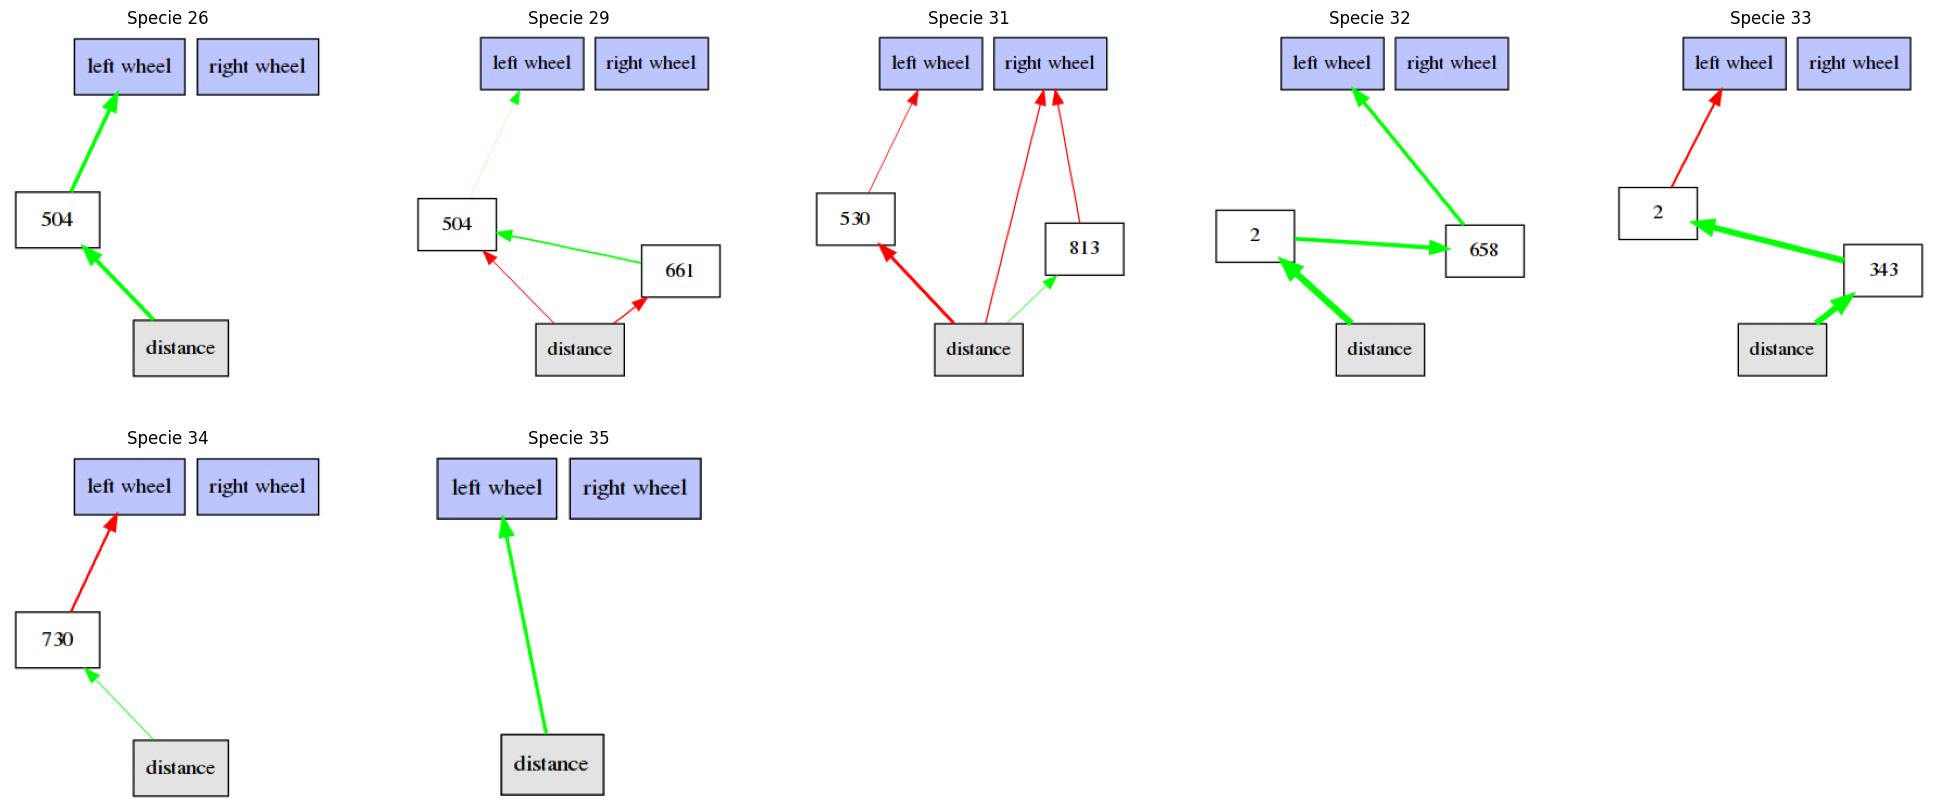 Specie 26
left wheel
right wheel
504
distance
Specie 29
left wheel
right wheel
504
661
distance
Specie 31
left wheel
right wheel
530
813
distance
Specie 32
left wheel
right wheel
2
658
distance
Specie 33
left wheel
right wheel
2
343
distance
Specie 34
left wheel
right wheel
730
distance
Specie 35
left wheel
right wheel
distance